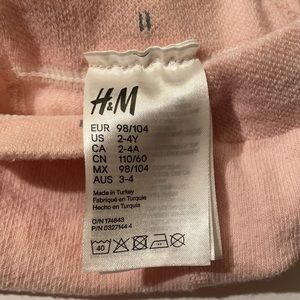 H&M
EUR 98/104
US 2-4Y
CA 2-4A
CN 110/60
MX 98/104
AUS 3-4
Made in Turkey
Fabriqué en Turquie
Hecho en Turquía
O/N 174843
P/N 0327144 4
40